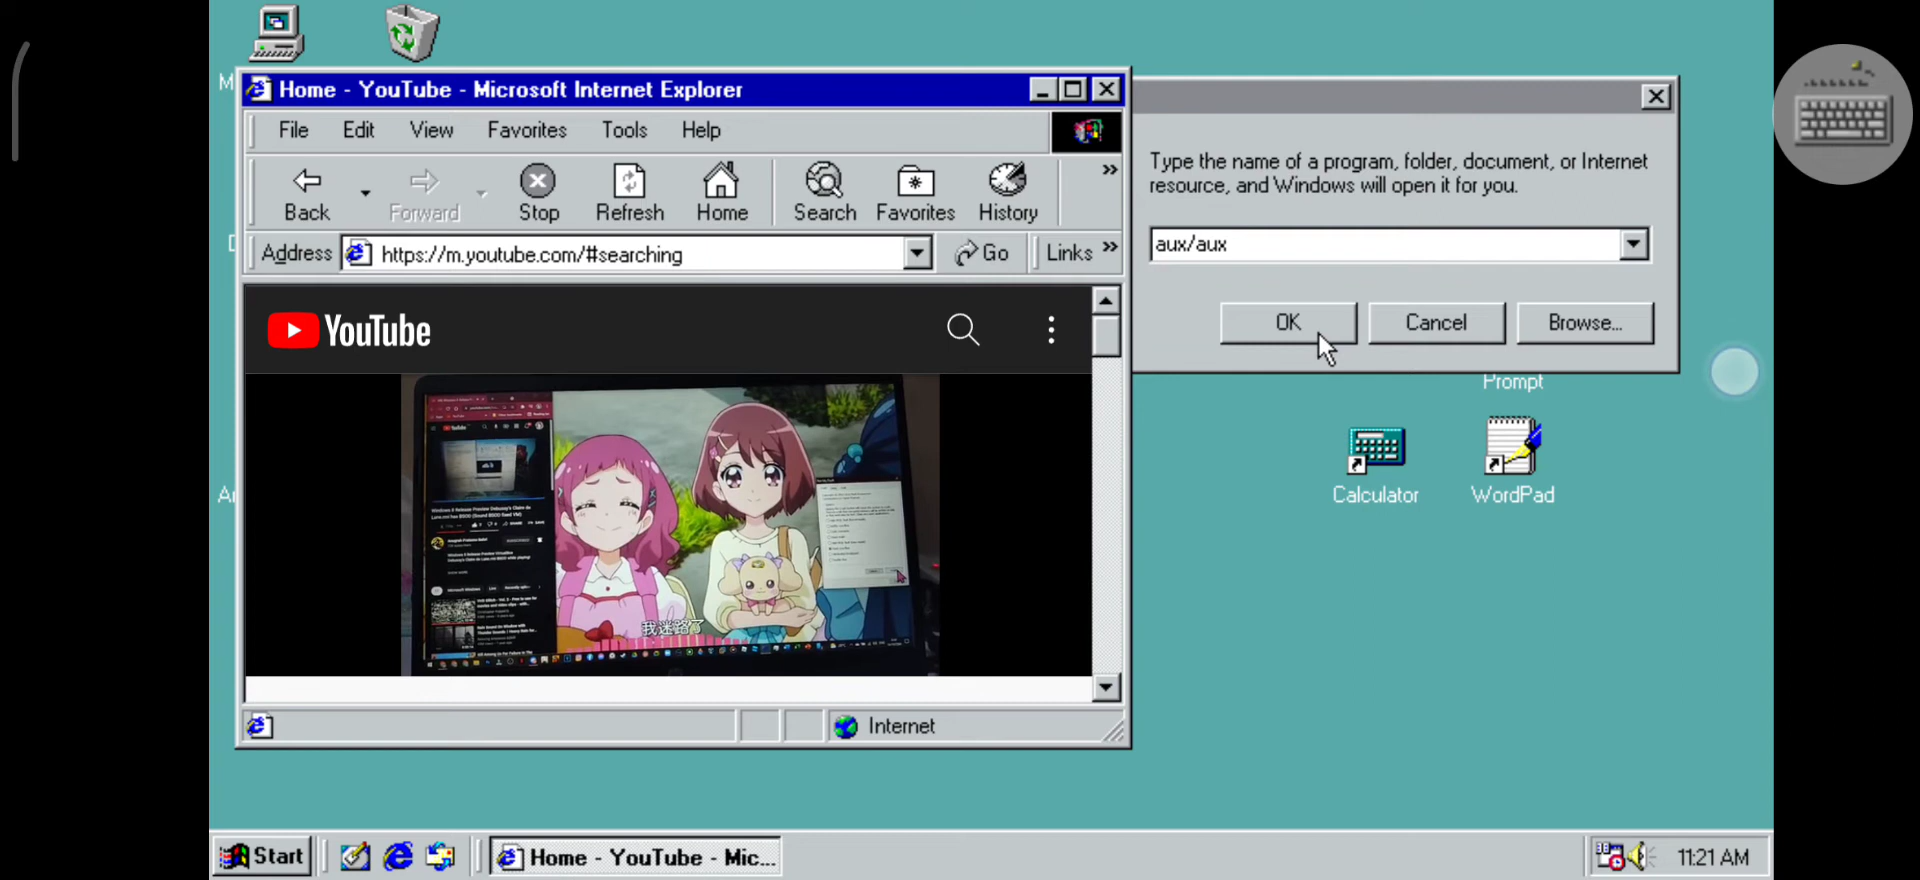 M
Home - YouTube - Microsoft Internet Explorer
File Edit View Favorites Tools Help
Back Forward Stop Refresh Home Search Favorites History »
Address https://m.youtube.com/#searching Go Links »
YouTube
我迷路了
Internet
Type the name of a program, folder, document, or Internet
resource, and Windows will open it for you.
aux/aux
OK Cancel Browse...
Prompt
Calculator WordPad
Start Home - YouTube - Mic... 11:21 AM